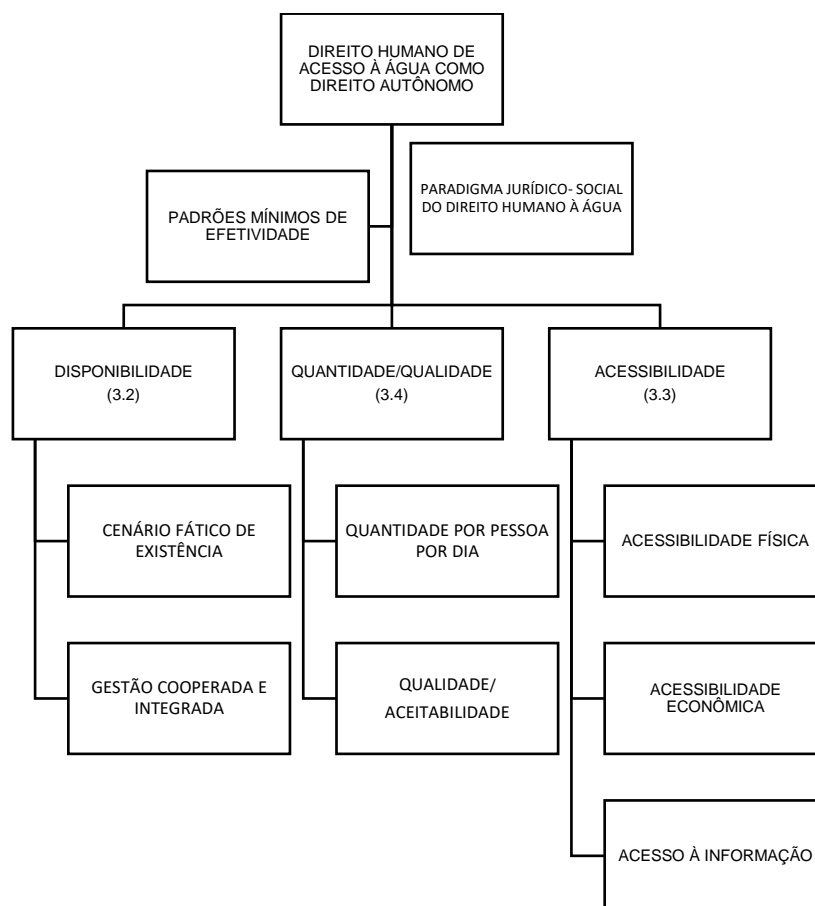 DIREITO HUMANO DE
ACESSO À ÁGUA COMO
DIREITO AUTÔNOMO
PADRÕES MÍNIMOS DE
EFETIVIDADE
PARADIGMA JURÍDICO- SOCIAL
DO DIREITO HUMANO À ÁGUA
DISPONIBILIDADE
(3.2)
QUANTIDADE/QUALIDADE
(3.4)
ACESSIBILIDADE
(3.3)
CENÁRIO FÁTICO DE
EXISTÊNCIA
QUANTIDADE POR PESSOA
POR DIA
ACESSIBILIDADE FÍSICA
GESTÃO COOPERADA E
INTEGRADA
QUALIDADE/
ACEITABILIDADE
ACESSIBILIDADE
ECONÔMICA
ACESSO À INFORMAÇÃO